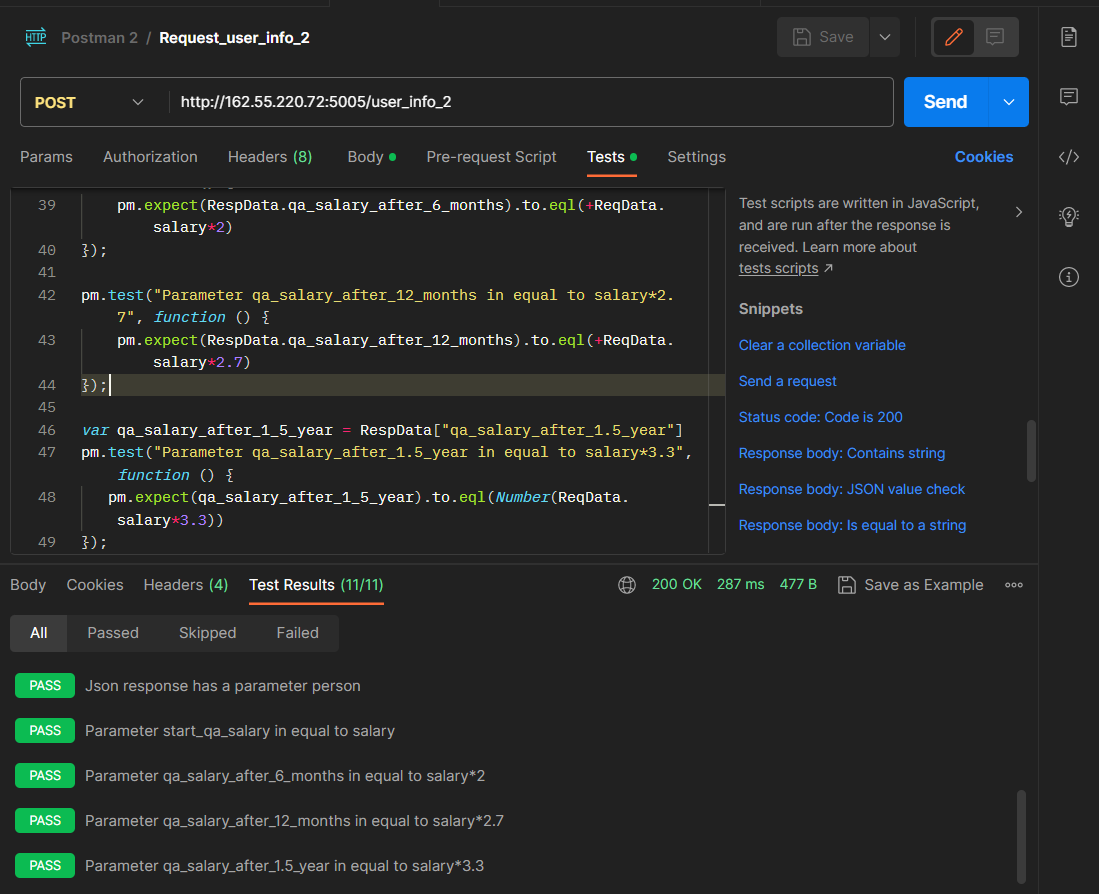 HTTP Postman 2 / Request_user_info_2 Save
POST http://162.55.220.72:5005/user_info_2 Send
Params Authorization Headers (8) Body Pre-request Script Tests Settings Cookies
39 pm.expect(RespData.qa_salary_after_6_months).to.eql(+ReqData.
salary*2)
40 });
41
42 pm.test("Parameter qa_salary_after_12_months in equal to salary*2.
7", function () {
43 pm.expect(RespData.qa_salary_after_12_months).to.eql(+ReqData.
salary*2.7)
44 });
45
46 var qa_salary_after_1_5_year = RespData["qa_salary_after_1.5_year"]
47 pm.test("Parameter qa_salary_after_1.5_year in equal to salary*3.3",
function () {
48 pm.expect(qa_salary_after_1_5_year).to.eql(Number(ReqData.
salary*3.3))
49 });
Test scripts are written in JavaScript,
and are run after the response is
received. Learn more about
tests scripts ↗
Snippets
Clear a collection variable
Send a request
Status code: Code is 200
Response body: Contains string
Response body: JSON value check
Response body: Is equal to a string
Body Cookies Headers (4) Test Results (11/11) 200 OK 287 ms 477 B Save as Example
All Passed Skipped Failed
PASS Json response has a parameter person
PASS Parameter start_qa_salary in equal to salary
PASS Parameter qa_salary_after_6_months in equal to salary*2
PASS Parameter qa_salary_after_12_months in equal to salary*2.7
PASS Parameter qa_salary_after_1.5_year in equal to salary*3.3